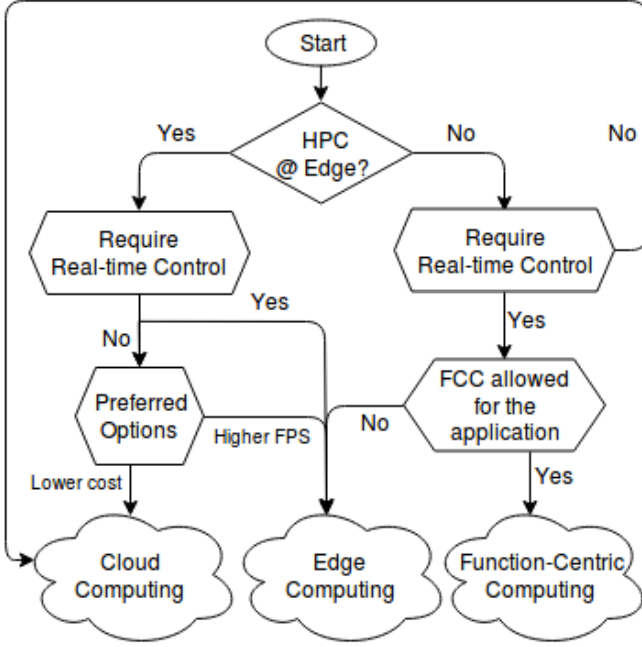 Start
Yes
HPC
@ Edge?
No
No
Require
Real-time Control
Require
Real-time Control
Yes
No
Yes
Preferred
Options
Higher FPS
No
FCC allowed
for the
application
Lower cost
Yes
Cloud
Computing
Edge
Computing
Function-Centric
Computing